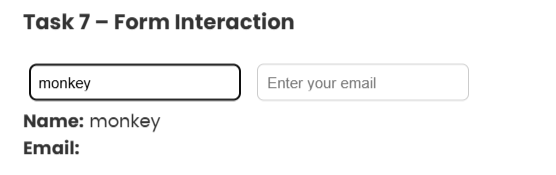 Task 7 – Form Interaction
monkey Enter your email
Name: monkey
Email: